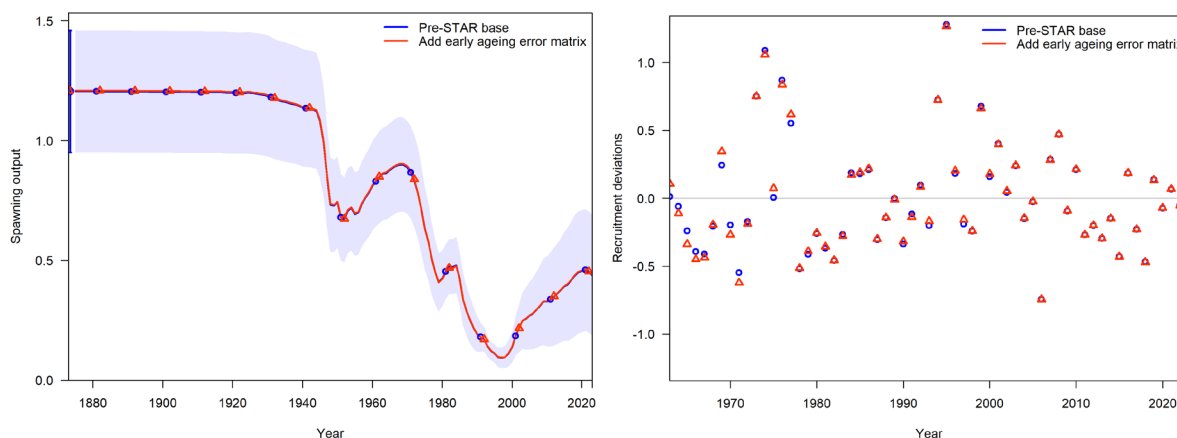 Pre-STAR base
Add early ageing error matrix
Spawning output
1.5
1.0
0.5
0.0
1880 1900 1920 1940 1960 1980 2000 2020
Year
Pre-STAR base
Add early ageing error matrix
Recruitment deviations
1.0
0.5
0.0
-0.5
-1.0
1970 1980 1990 2000 2010 2020
Year